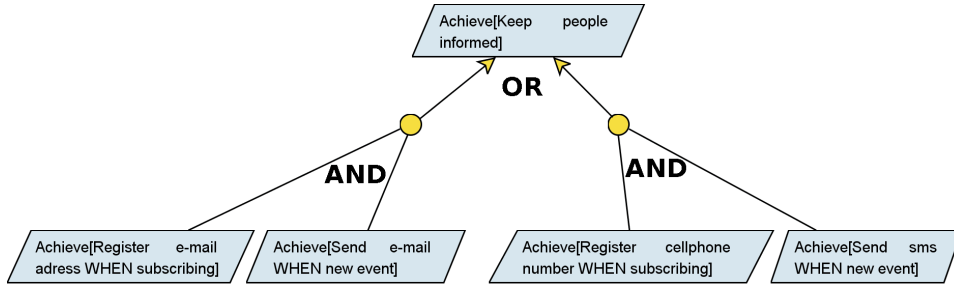 Achieve[Keep people
informed]
OR
AND
AND
Achieve[Register e-mail
adress WHEN subscribing]
Achieve[Send e-mail
WHEN new event]
Achieve[Register cellphone
number WHEN subscribing]
Achieve[Send sms
WHEN new event]